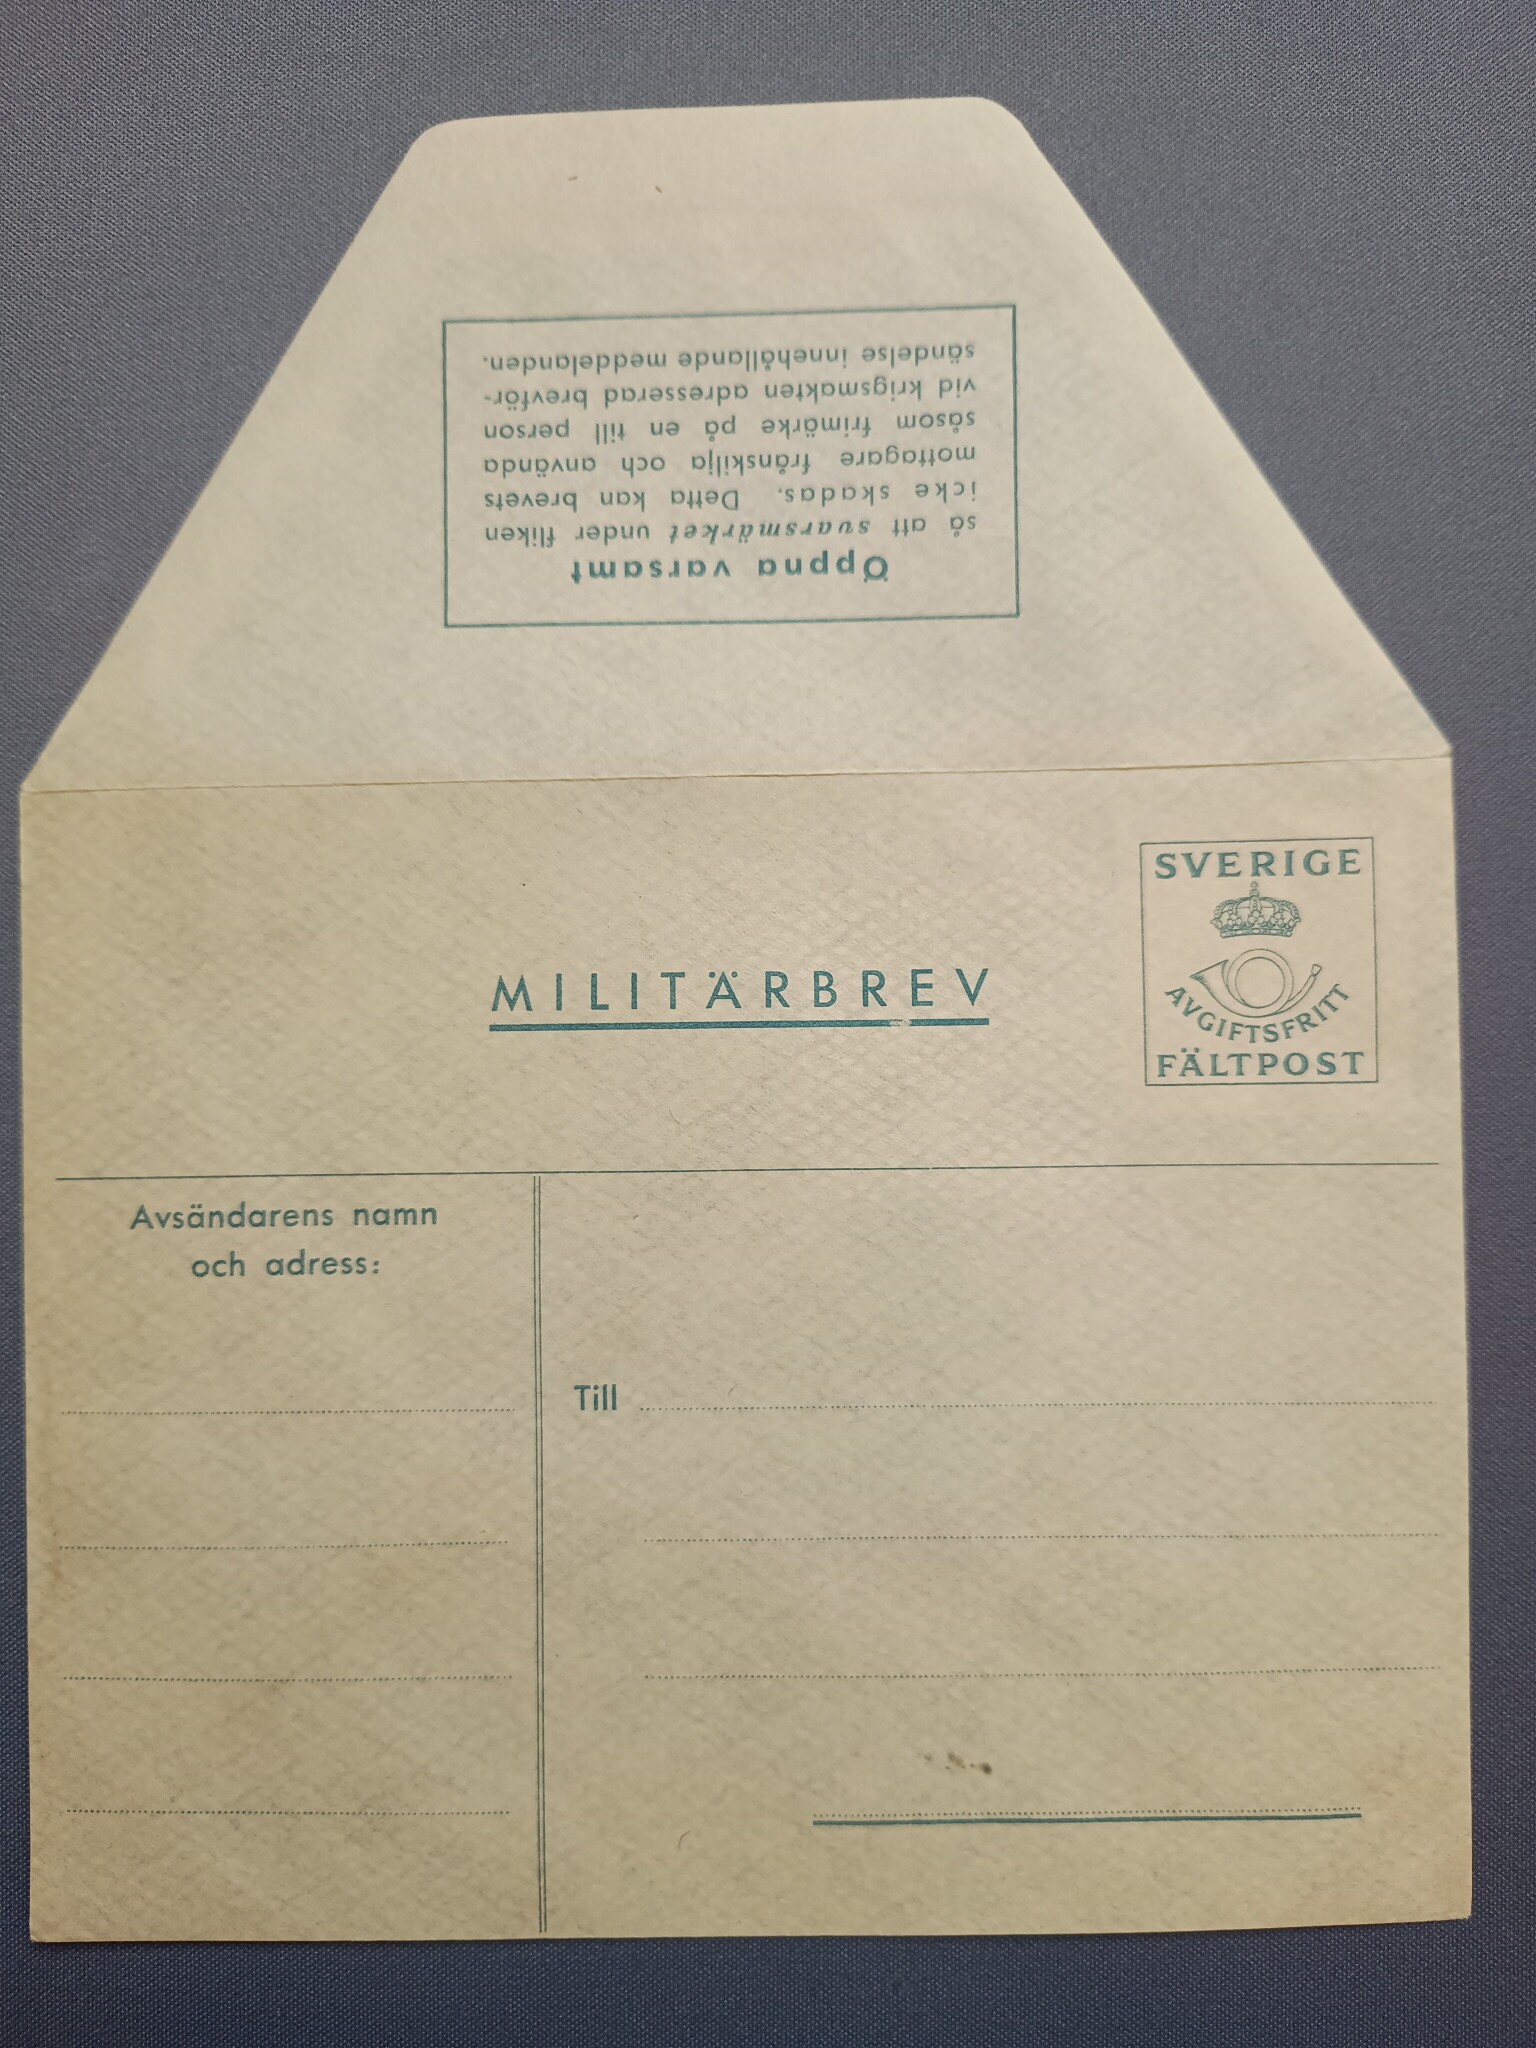 Öppna varsamt
så att svarsmärket under fliken
icke skadas. Detta kan brevets
mottagare frånskilja och använda
såsom frimärke på en till person
vid krigsmakten adresserad brevför-
sändelse innehållande meddelanden.
SVERIGE
AVGIFTSFRITT
FÄLTPOST
MILITÄRBREV
Avsändarens namn
och adress:
Till